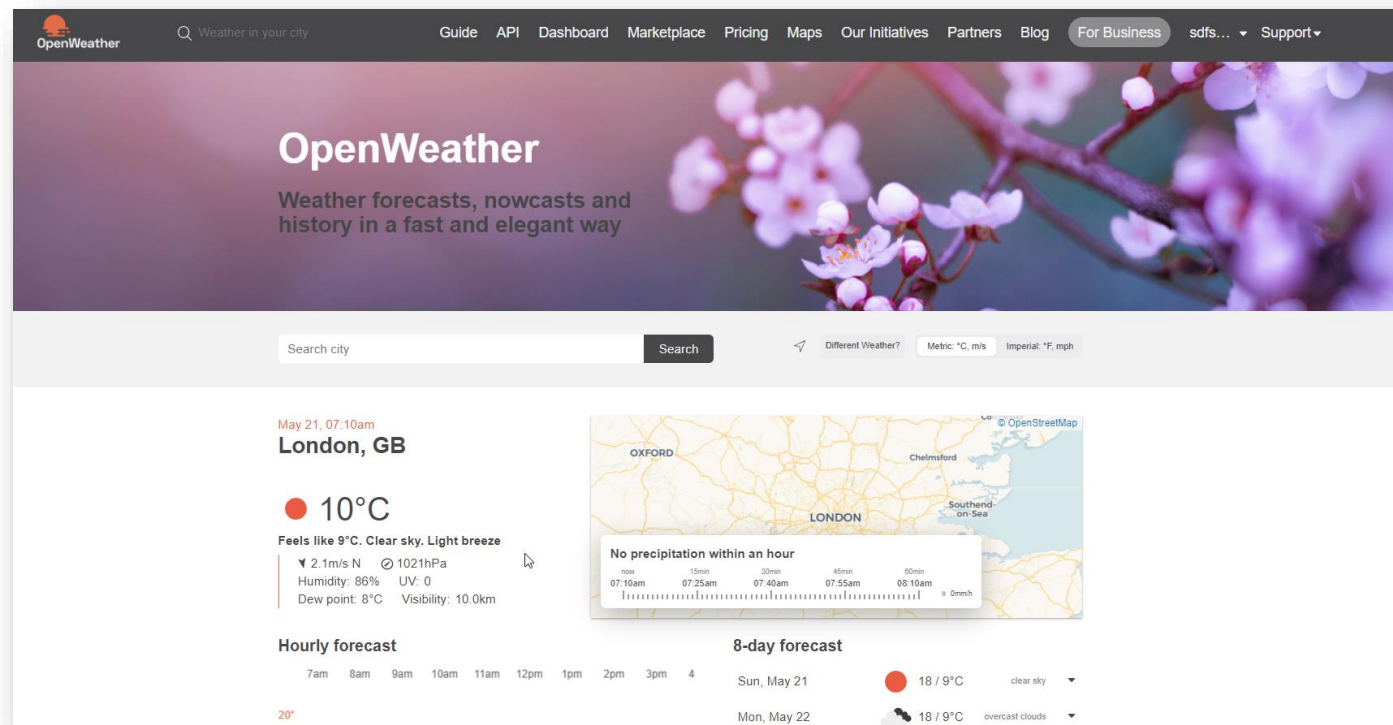 OpenWeather
Weather in your city
Guide API Dashboard Marketplace Pricing Maps Our Initiatives Partners Blog For Business sdfs... Support
OpenWeather
Weather forecasts, nowcasts and
history in a fast and elegant way
Search city
Search
Different Weather?
Metric: °C, m/s
Imperial: °F, mph
May 21, 07:10am
London, GB
10°C
Feels like 9°C. Clear sky. Light breeze
2.1m/s N 1021hPa
Humidity: 86% UV: 0
Dew point: 8°C Visibility: 10.0km
© OpenStreetMap
OXFORD
Chelmsford
LONDON
Southend-
on-Sea
No precipitation within an hour
now 15min 30min 45min 60min
07:10am 07:25am 07:40am 07:55am 08:10am
0mm/h
Hourly forecast
7am 8am 9am 10am 11am 12pm 1pm 2pm 3pm 4
20°
8-day forecast
Sun, May 21 18 / 9°C clear sky
Mon, May 22 18 / 9°C overcast clouds